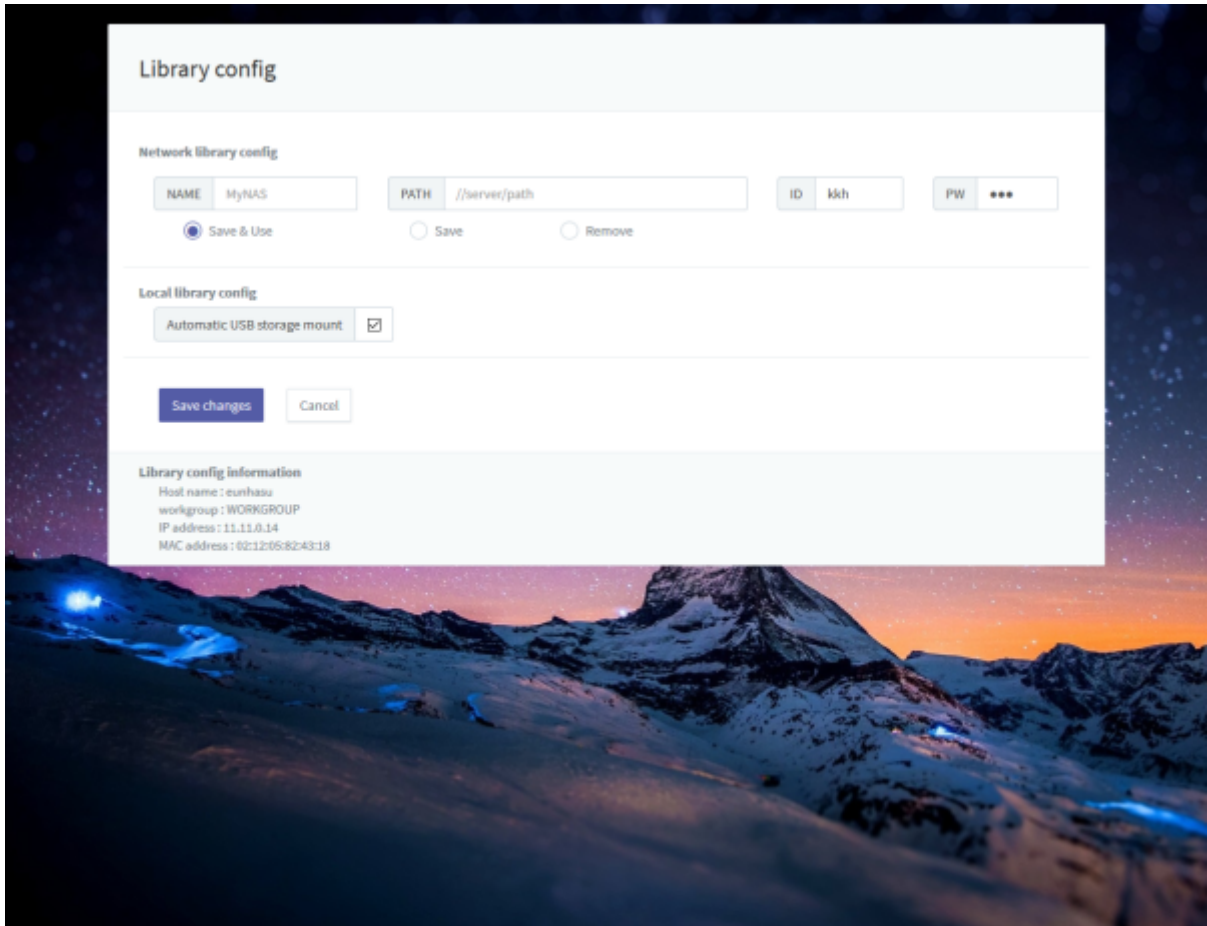 Library config
Network library config
NAME MyNAS PATH //server/path ID kkh PW •••
Save & Use Save Remove
Local library config
Automatic USB storage mount
Save changes Cancel
Library config information
Host name : eunhasu
workgroup : WORKGROUP
IP address : 11.11.0.14
MAC address : 02:12:05:82:43:18